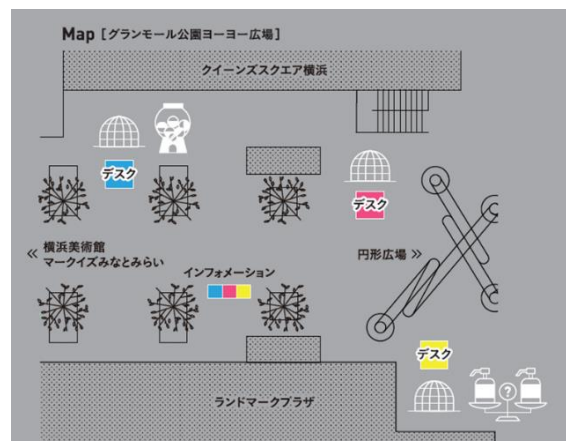 Map [グランモール公園ヨーヨー広場]
クイーンズスクエア横浜
デスク
デスク
≪ 横浜美術館
マークイズみなとみらい
円形広場 ≫
インフォメーション
デスク
?
ランドマークプラザ